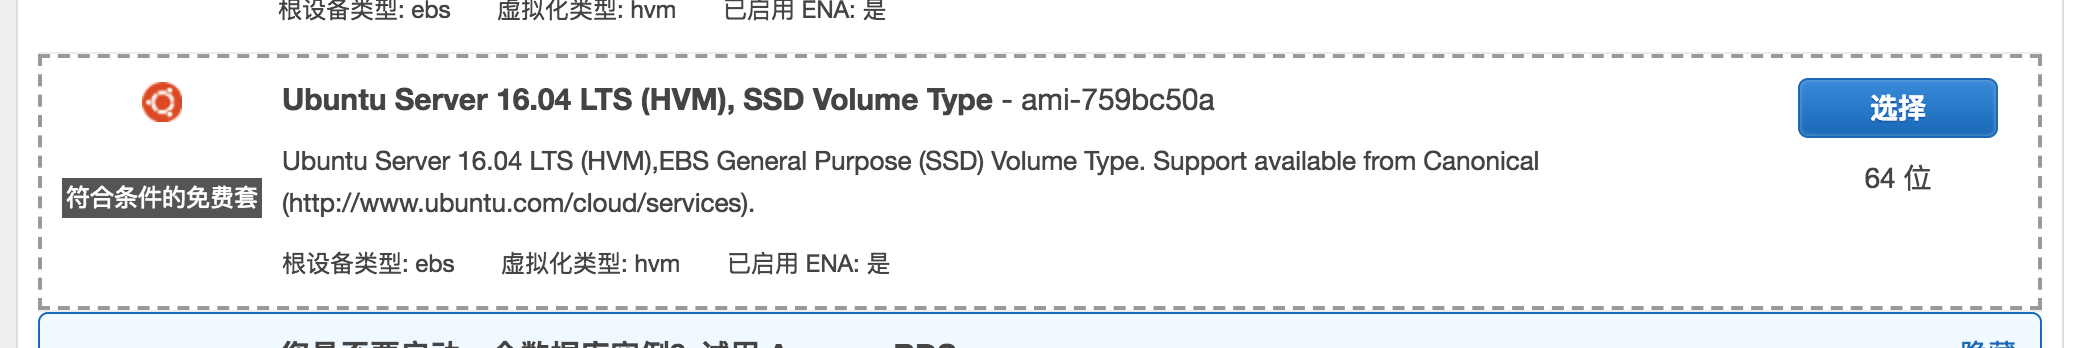 根设备类型: ebs 虚拟化类型: hvm 已启用 ENA: 是
Ubuntu Server 16.04 LTS (HVM), SSD Volume Type - ami-759bc50a
选择
Ubuntu Server 16.04 LTS (HVM),EBS General Purpose (SSD) Volume Type. Support available from Canonical
64 位
符合条件的免费套
(http://www.ubuntu.com/cloud/services).
根设备类型: ebs 虚拟化类型: hvm 已启用 ENA: 是